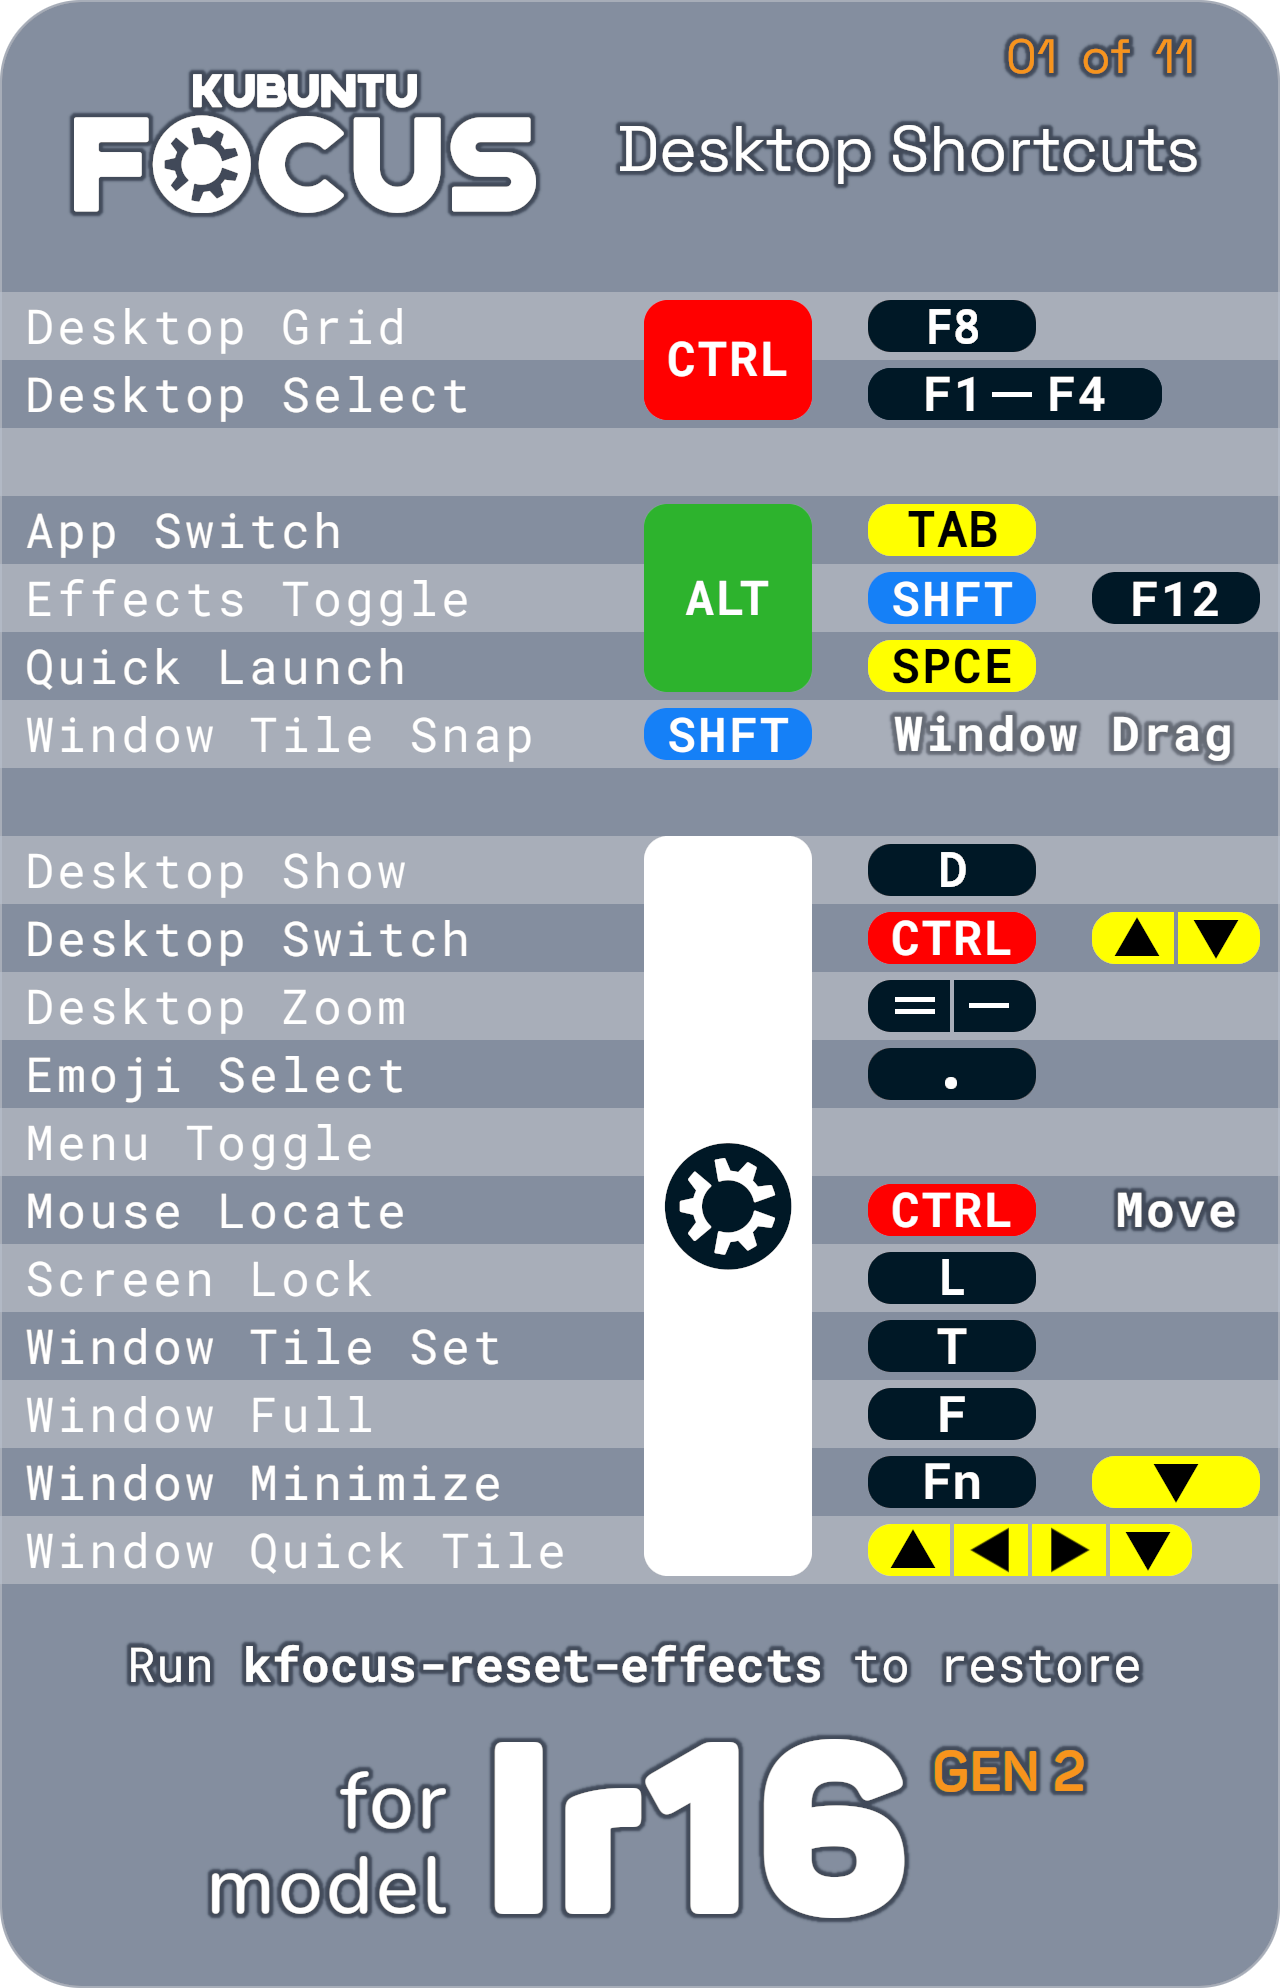 01 of 11
KUBUNTU
FOCUS
Desktop Shortcuts
Desktop Grid CTRL F8
Desktop Select F1 — F4
App Switch ALT TAB
Effects Toggle SHFT F12
Quick Launch SPCE
Window Tile Snap SHFT Window Drag
Desktop Show D
Desktop Switch CTRL ▲ ▼
Desktop Zoom = —
Emoji Select .
Menu Toggle
Mouse Locate CTRL Move
Screen Lock L
Window Tile Set T
Window Full F
Window Minimize Fn ▼
Window Quick Tile ▲ ◀ ▶ ▼
Run kfocus-reset-effects to restore
for model Ir16 GEN 2